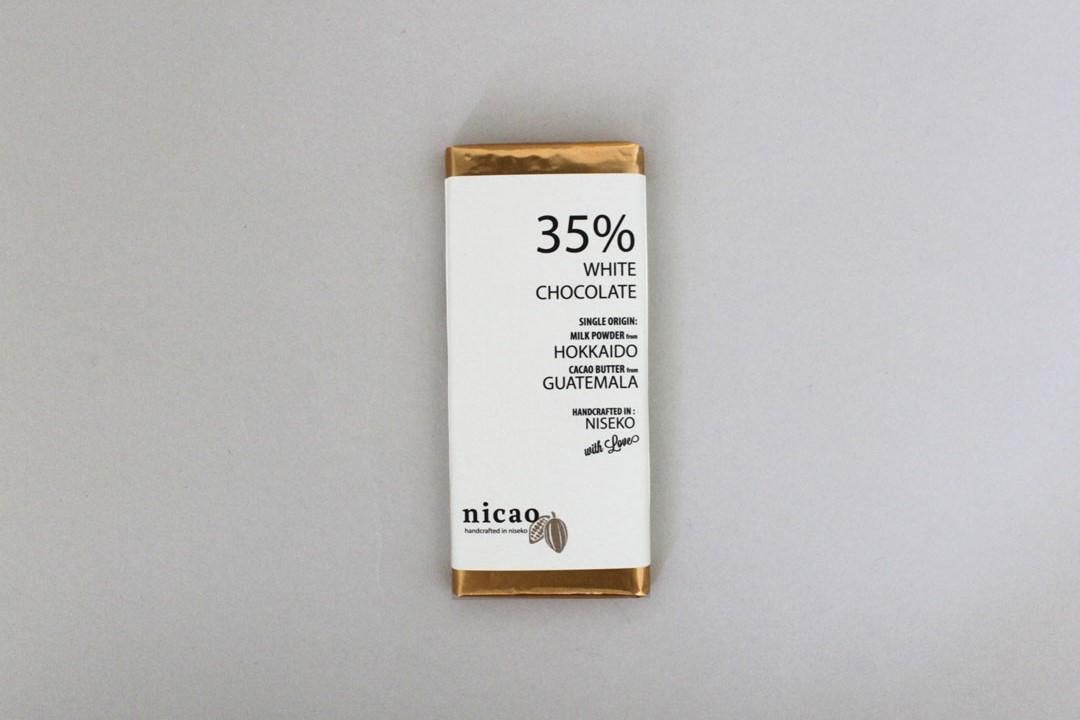 35%
WHITE
CHOCOLATE
SINGLE ORIGIN:
MILK POWDER from
HOKKAIDO
CACAO BUTTER from
GUATEMALA
HANDCRAFTED IN :
NISEKO
with Love
nicao
handcrafted in niseko